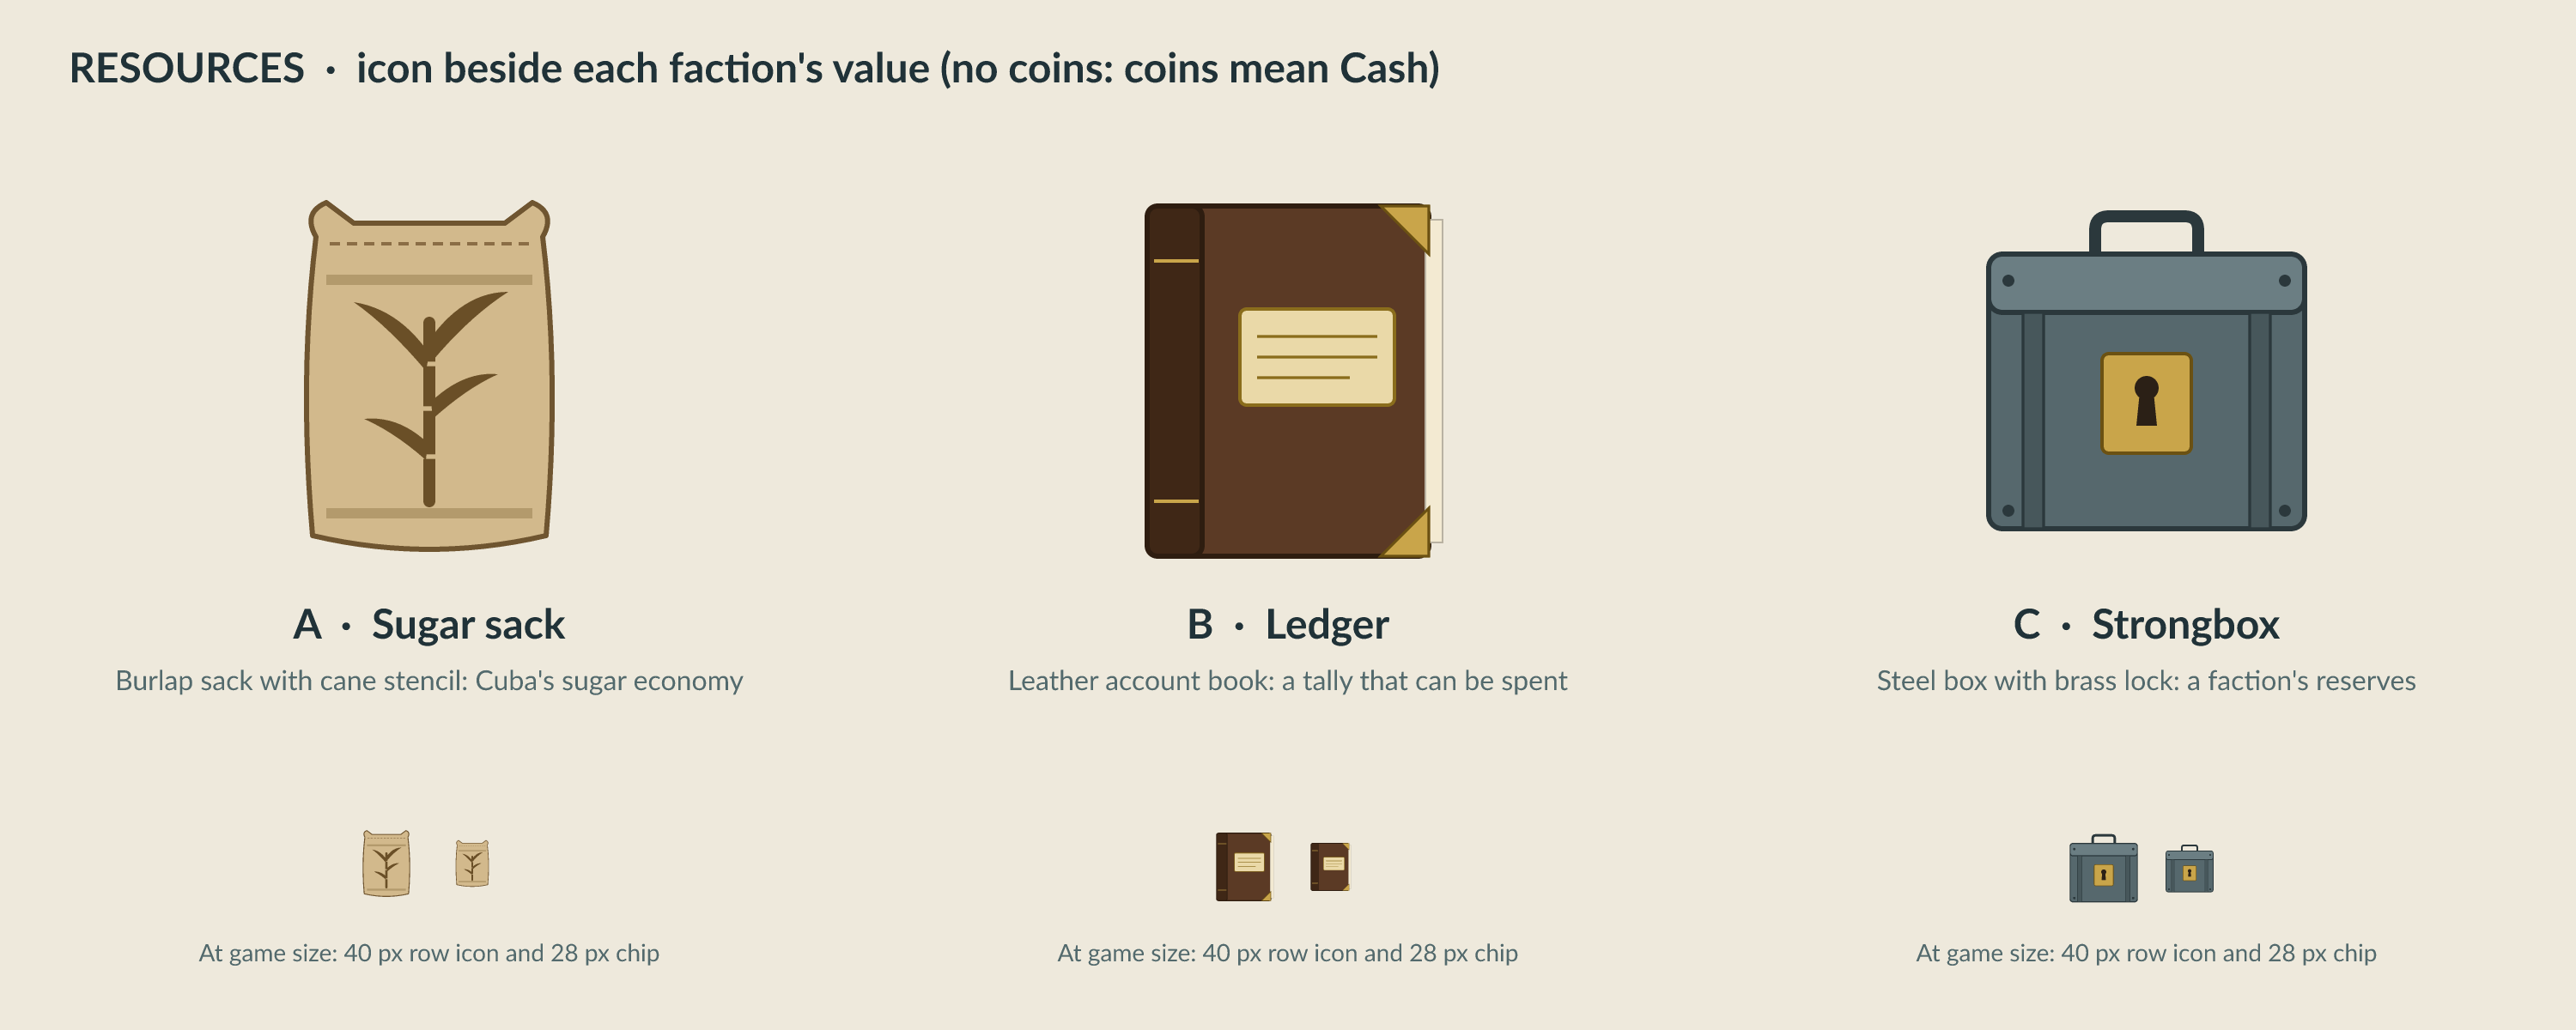 RESOURCES · icon beside each faction's value (no coins: coins mean Cash)
A · Sugar sack
Burlap sack with cane stencil: Cuba's sugar economy
At game size: 40 px row icon and 28 px chip
B · Ledger
Leather account book: a tally that can be spent
At game size: 40 px row icon and 28 px chip
C · Strongbox
Steel box with brass lock: a faction's reserves
At game size: 40 px row icon and 28 px chip